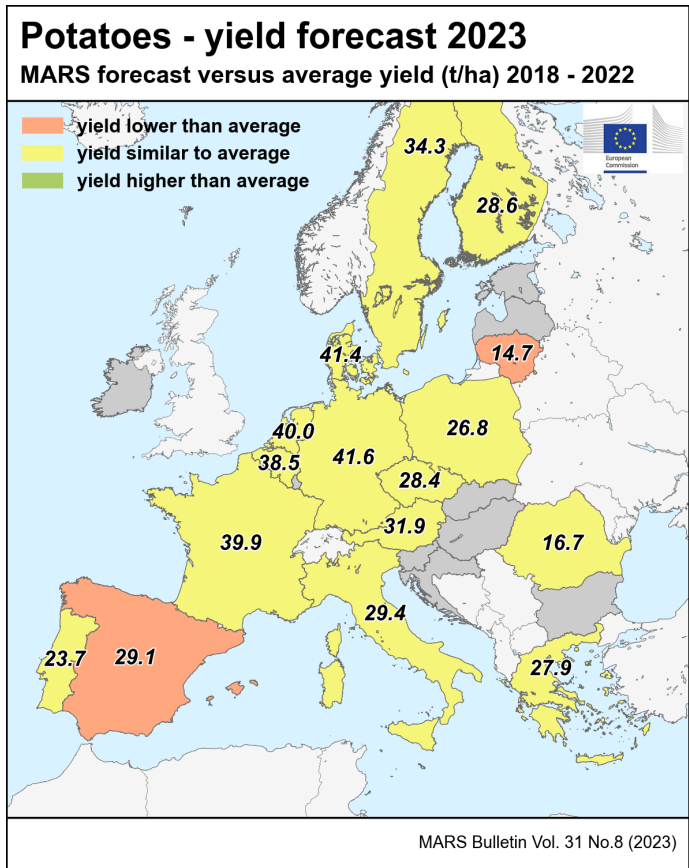 Potatoes - yield forecast 2023
MARS forecast versus average yield (t/ha) 2018 - 2022
yield lower than average
yield similar to average
yield higher than average
European
Commission
34.3
28.6
14.7
41.4
40.0
26.8
38.5
41.6
28.4
31.9
39.9
16.7
29.4
23.7
29.1
27.9
MARS Bulletin Vol. 31 No.8 (2023)